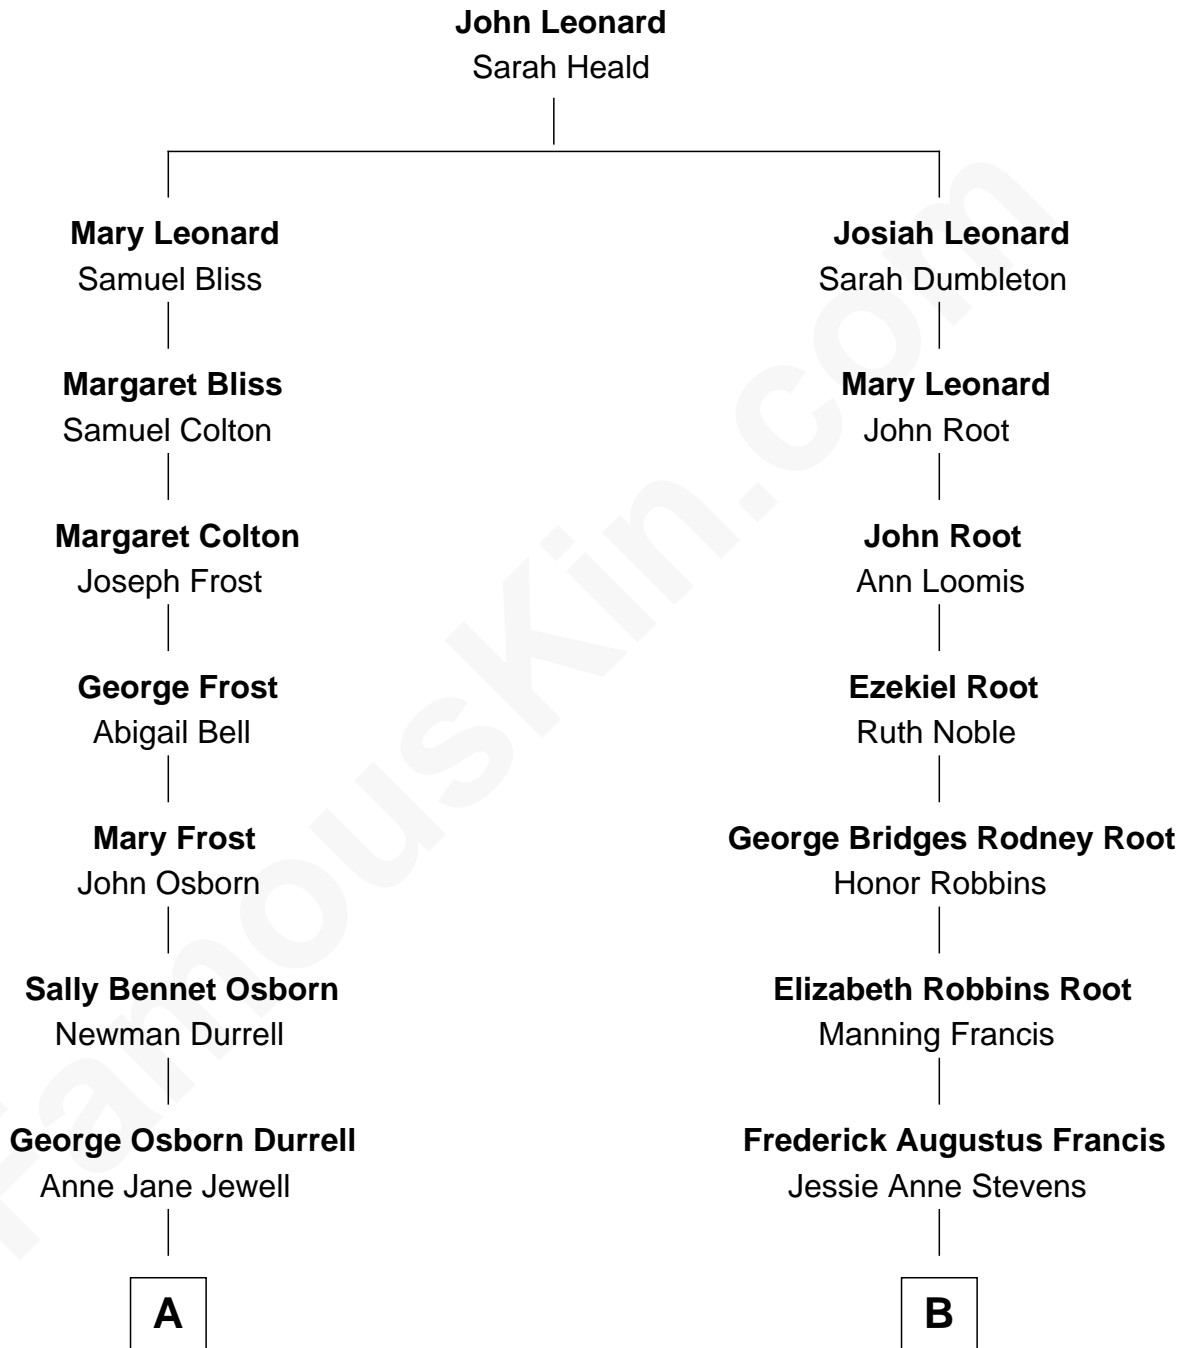 John Leonard
Sarah Heald
Mary Leonard
Samuel Bliss
Josiah Leonard
Sarah Dumbleton
Margaret Bliss
Samuel Colton
Mary Leonard
John Root
Margaret Colton
Joseph Frost
John Root
Ann Loomis
George Frost
Abigail Bell
Ezekiel Root
Ruth Noble
Mary Frost
John Osborn
George Bridges Rodney Root
Honor Robbins
Sally Bennet Osborn
Newman Durrell
Elizabeth Robbins Root
Manning Francis
George Osborn Durrell
Anne Jane Jewell
Frederick Augustus Francis
Jessie Anne Stevens
A
B
FamousKin.com